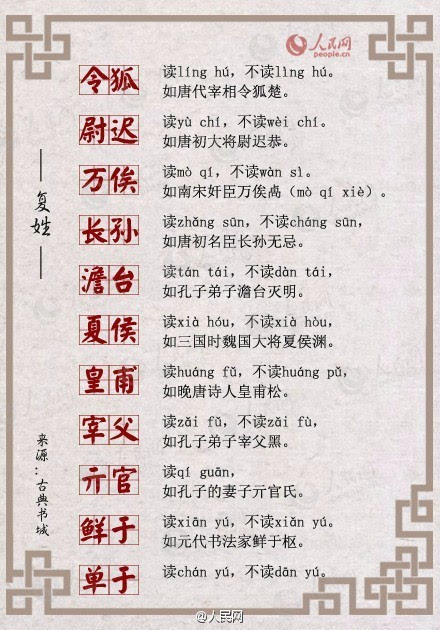 人民网
people.cn
复姓
令狐
读líng hú，不读lìng hú。
如唐代宰相令狐楚。
尉迟
读yù chí，不读wèi chí。
如唐初大将尉迟恭。
万俟
读mò qí，不读wàn sì。
如南宋奸臣万俟卨（mò qí xiè）。
长孙
读zhǎng sūn，不读cháng sūn，
如唐初名臣长孙无忌。
澹台
读tán tái，不读dàn tái，
如孔子弟子澹台灭明。
夏侯
读xià hóu，不读xià hòu，
如三国时魏国大将夏侯渊。
皇甫
读huáng fǔ，不读huáng pǔ，
如晚唐诗人皇甫松。
宰父
读zǎi fǔ，不读zǎi fù，
如孔子弟子宰父黑。
亓官
读qí guān，
如孔子的妻子亓官氏。
鲜于
读xiān yú，不读xiǎn yú。
如元代书法家鲜于枢。
单于
读chán yú，不读dān yú。
来源：古典书城
@人民网